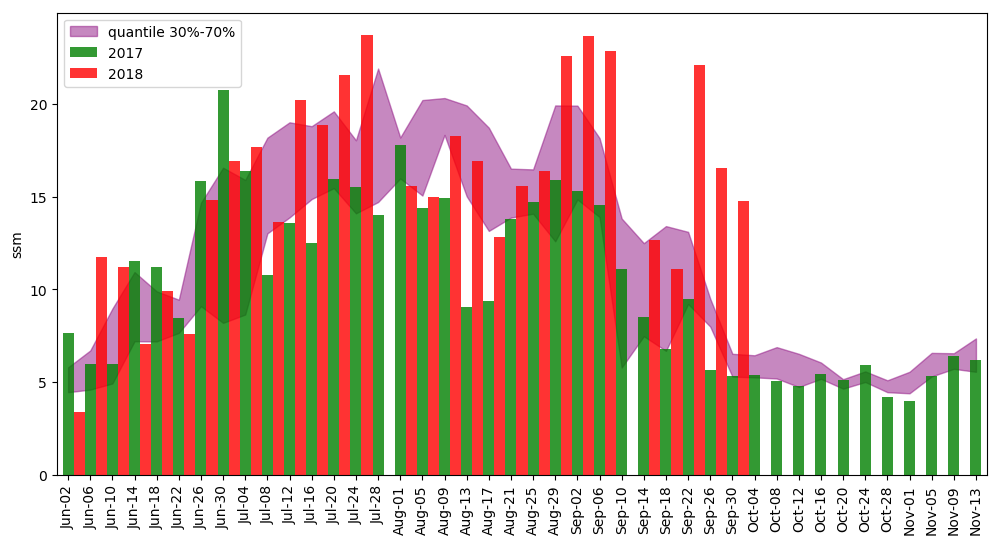 quantile 30%-70%
2017
2018
ssm
20
15
10
5
0
Jun-02
Jun-06
Jun-10
Jun-14
Jun-18
Jun-22
Jun-26
Jun-30
Jul-04
Jul-08
Jul-12
Jul-16
Jul-20
Jul-24
Jul-28
Aug-01
Aug-05
Aug-09
Aug-13
Aug-17
Aug-21
Aug-25
Aug-29
Sep-02
Sep-06
Sep-10
Sep-14
Sep-18
Sep-22
Sep-26
Sep-30
Oct-04
Oct-08
Oct-12
Oct-16
Oct-20
Oct-24
Oct-28
Nov-01
Nov-05
Nov-09
Nov-13